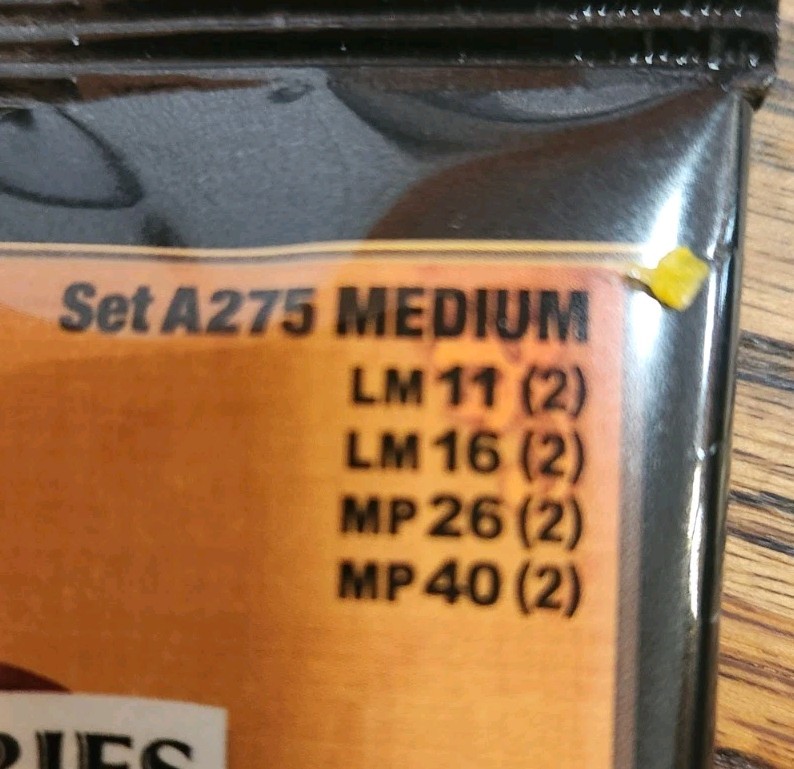 Set A275 MEDIUM
LM 11 (2)
LM 16 (2)
MP 26 (2)
MP 40 (2)